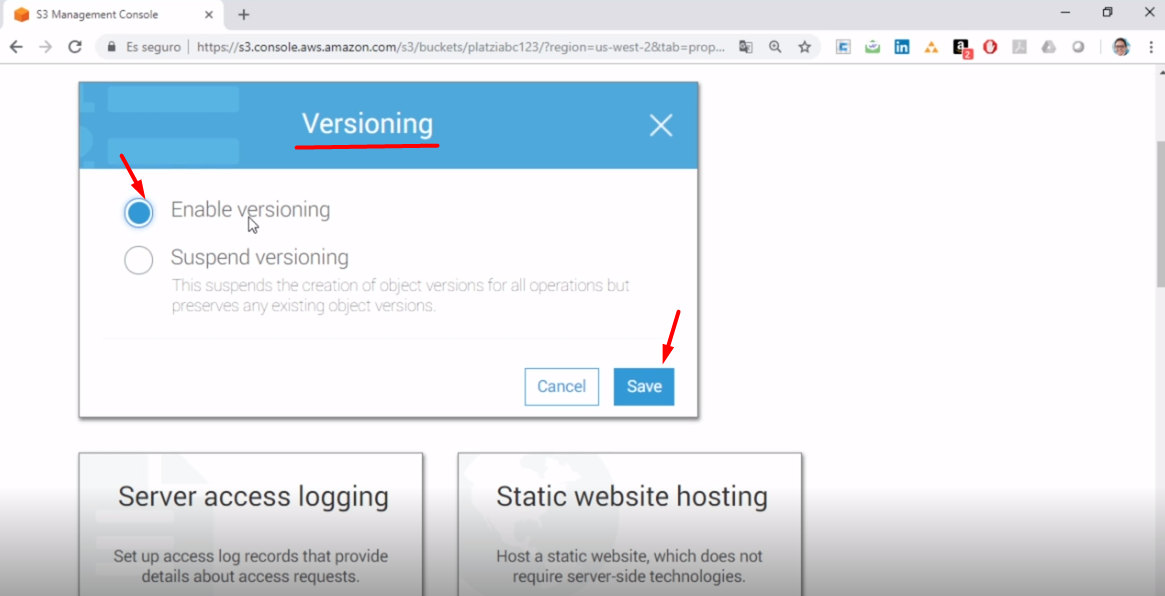 S3 Management Console
Es seguro | https://s3.console.aws.amazon.com/s3/buckets/platziabc123/?region=us-west-2&tab=prop...
2
Versioning
Enable versioning
Suspend versioning
This suspends the creation of object versions for all operations but
preserves any existing object versions.
Cancel
Save
Server access logging
Set up access log records that provide
details about access requests.
Static website hosting
Host a static website, which does not
require server-side technologies.